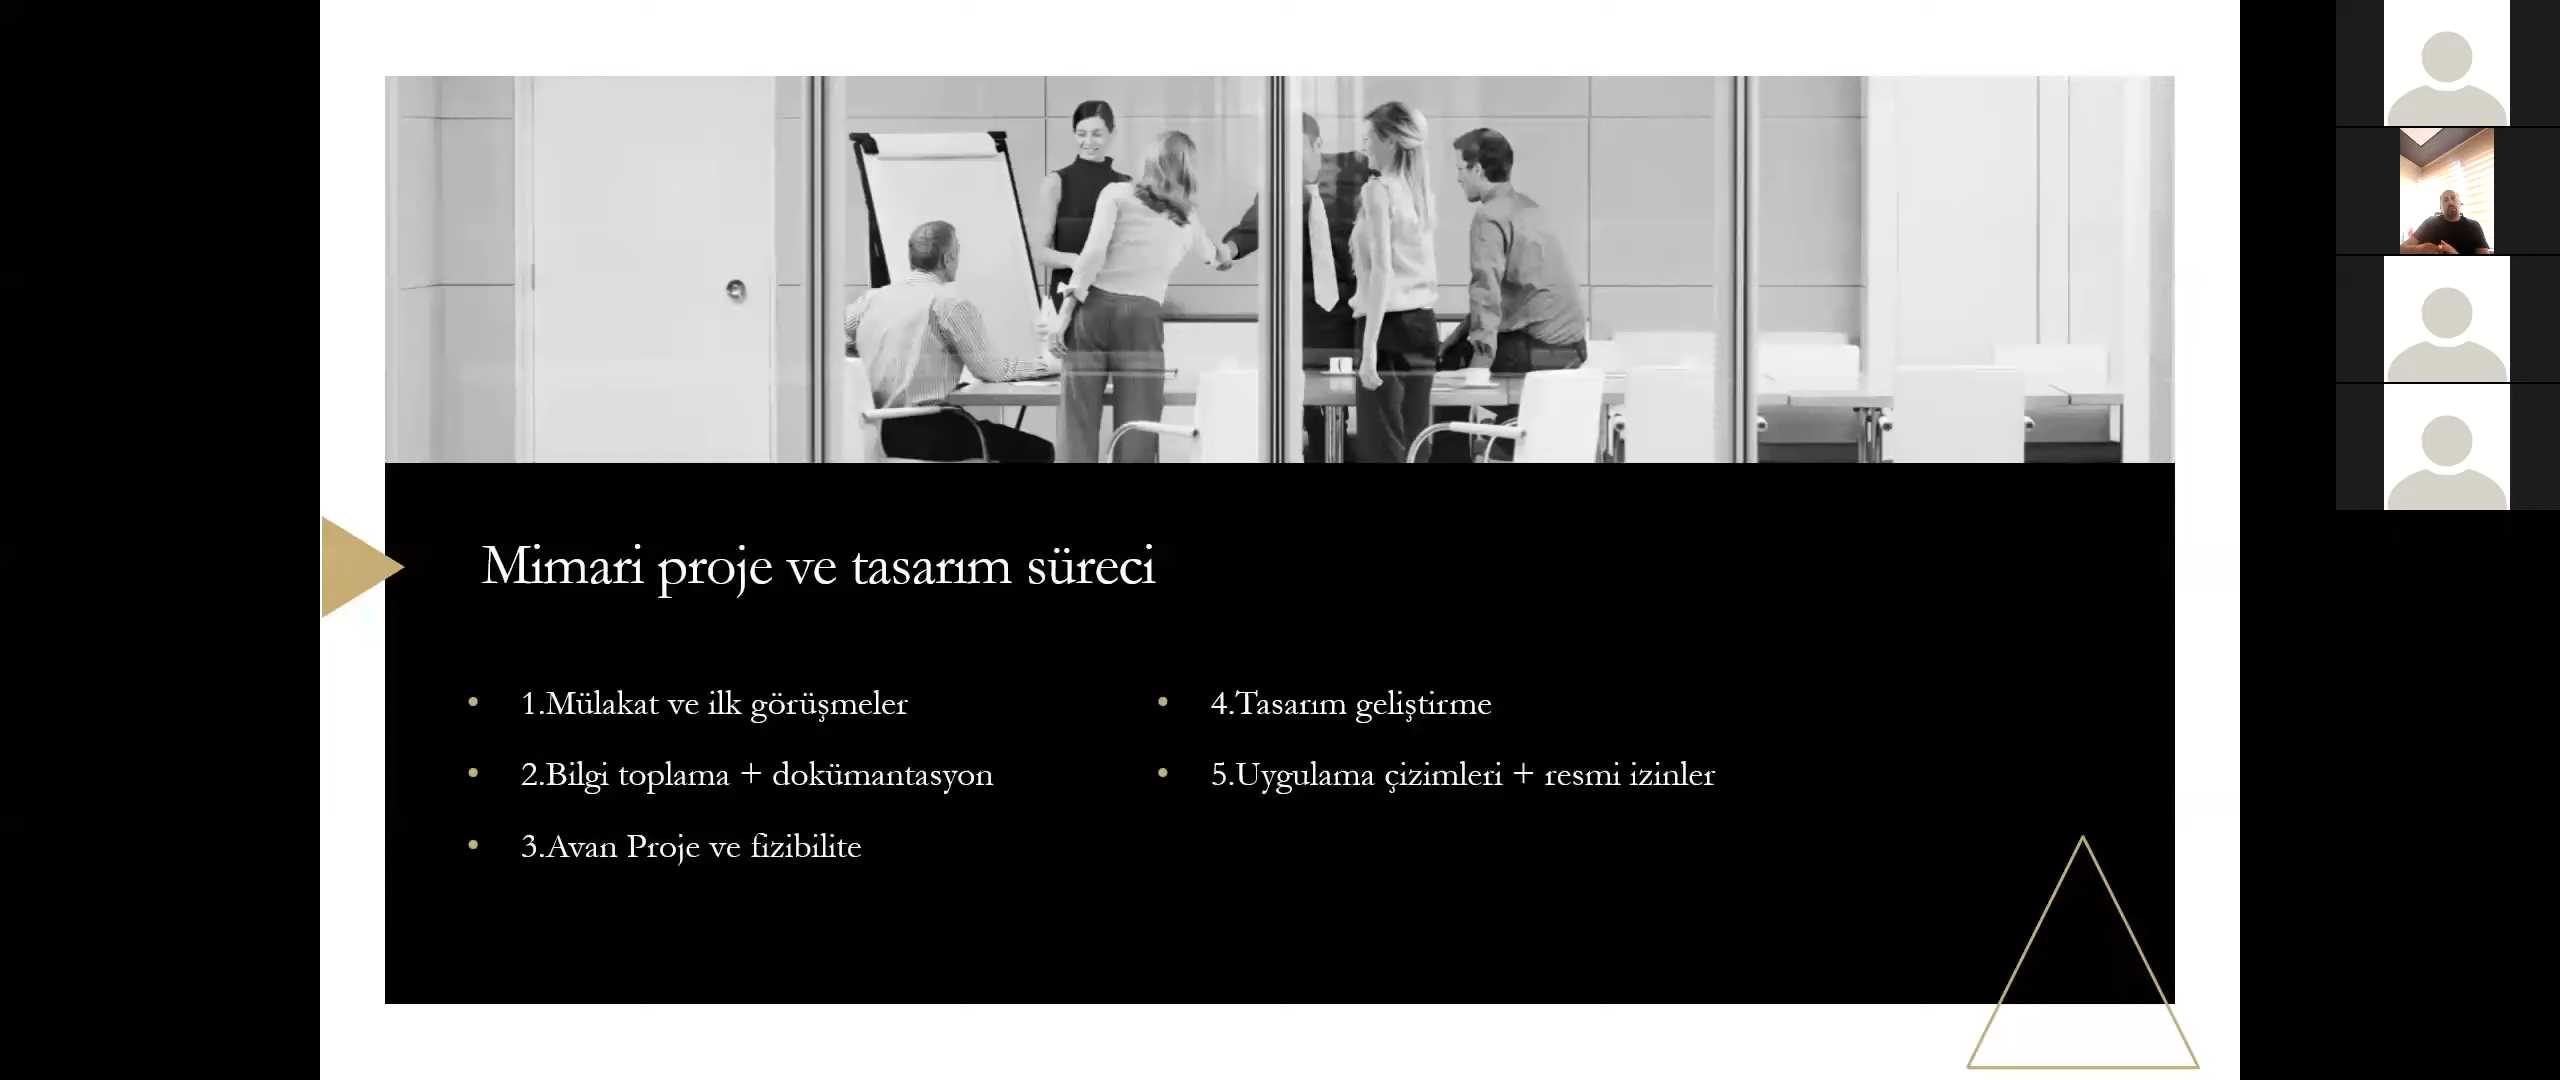 Mimari proje ve tasarım süreci
1.Mülakat ve ilk görüşmeler
2.Bilgi toplama + dokümantasyon
3.Avan Proje ve fizibilite
4.Tasarım geliştirme
5.Uygulama çizimleri + resmi izinler